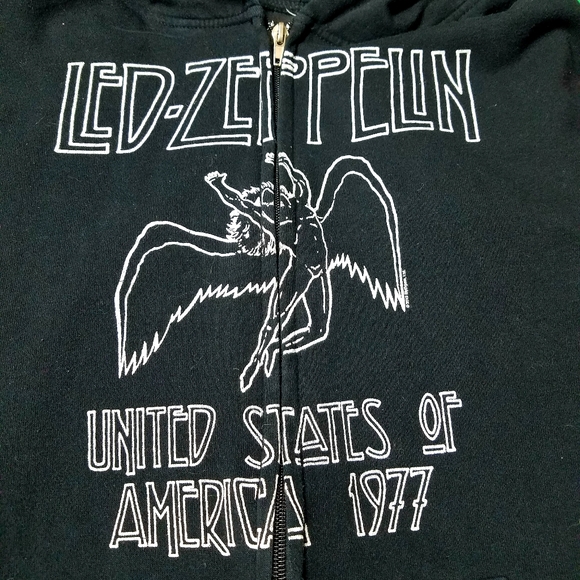 LED-ZEPPELIN
UNITED STATES OF
AMERICA 1977